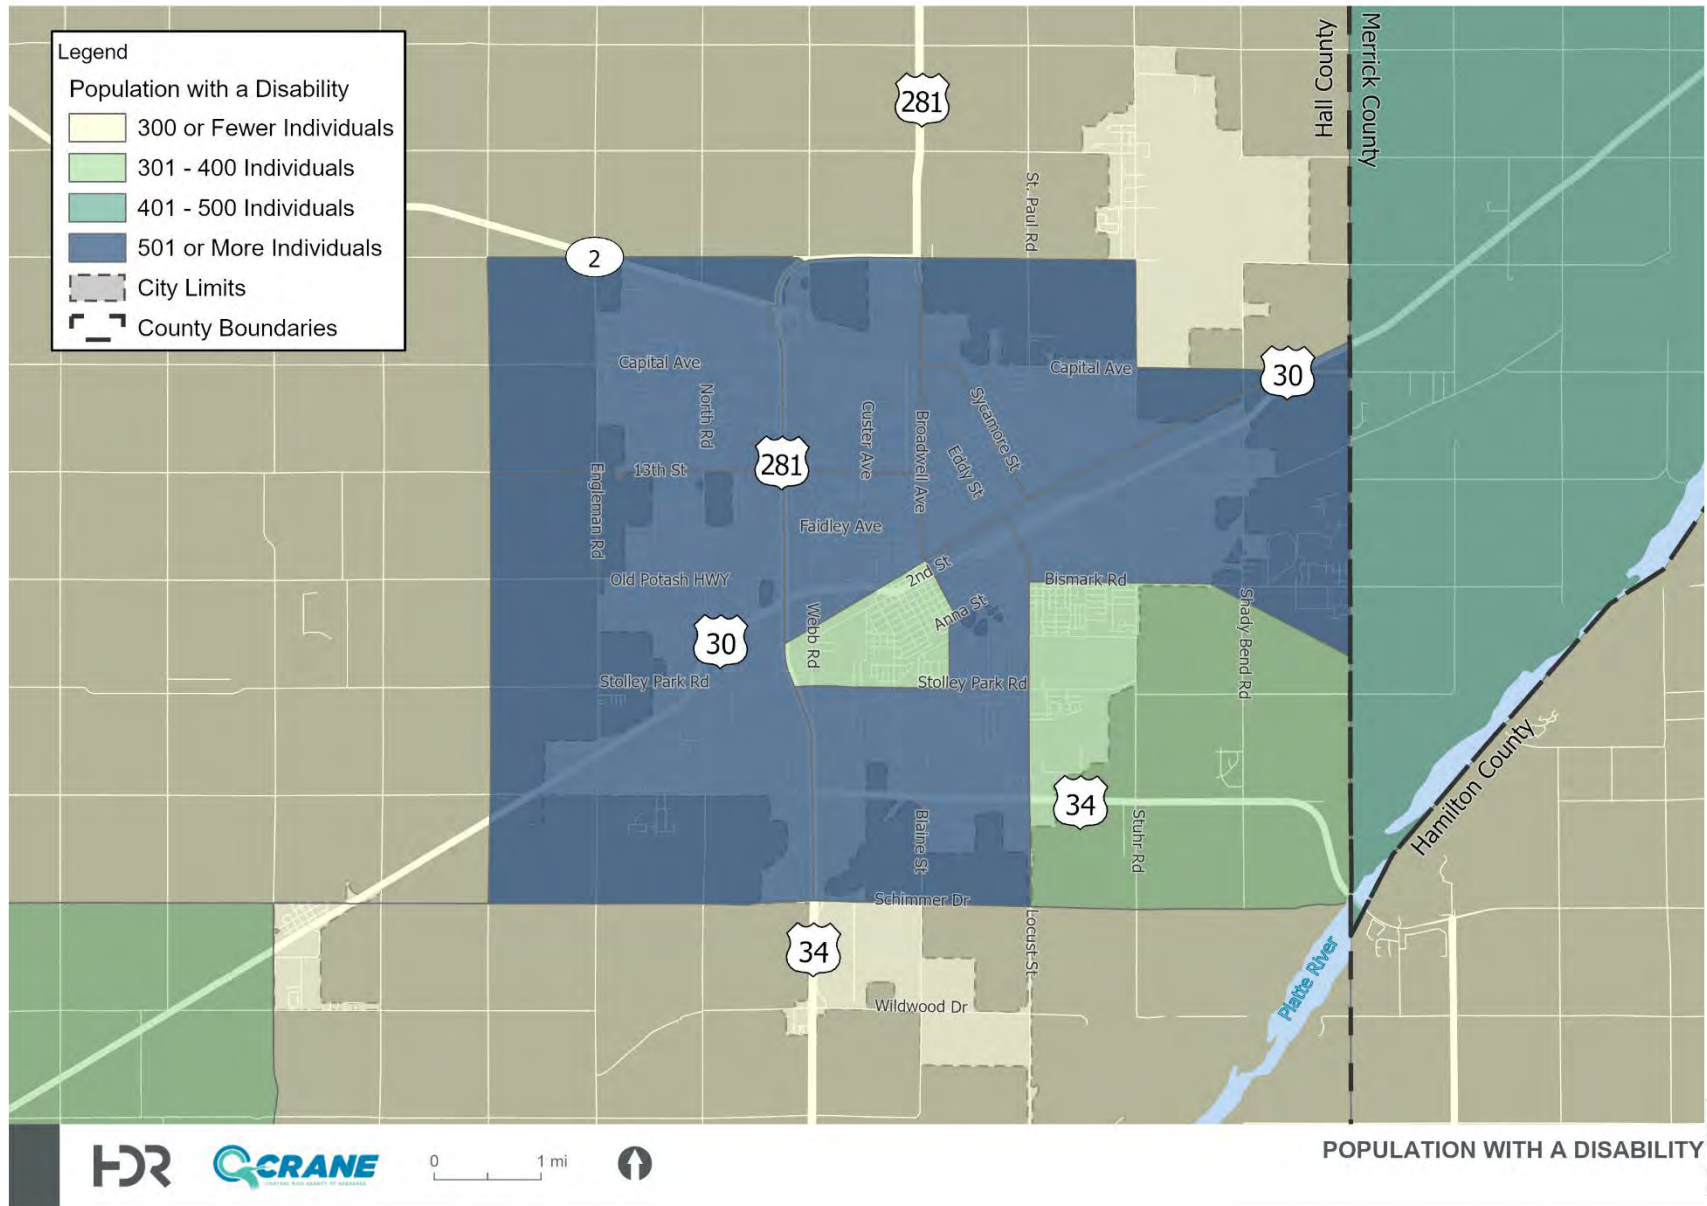 Legend
Population with a Disability
300 or Fewer Individuals
301 - 400 Individuals
401 - 500 Individuals
501 or More Individuals
City Limits
County Boundaries
281
Hall County
Merrick County
St. Paul Rd
2
Capital Ave
Capital Ave
30
North Rd
Custer Ave
Broadwell Ave
Sycamore St
Eddy St
281
13th St
Engleman Rd
Faidley Ave
Old Potash HWY
2nd St
Bismark Rd
Anna St
Shady Bend Rd
30
Webb Rd
Stolley Park Rd
Stolley Park Rd
34
Hamilton County
Blaine St
Stuhr Rd
Schimmer Dr
Locust St
34
Wildwood Dr
Platte River
HDR
CRANE
CENTRAL RIDE AGENCY OF NEBRASKA
0 1 mi
POPULATION WITH A DISABILITY